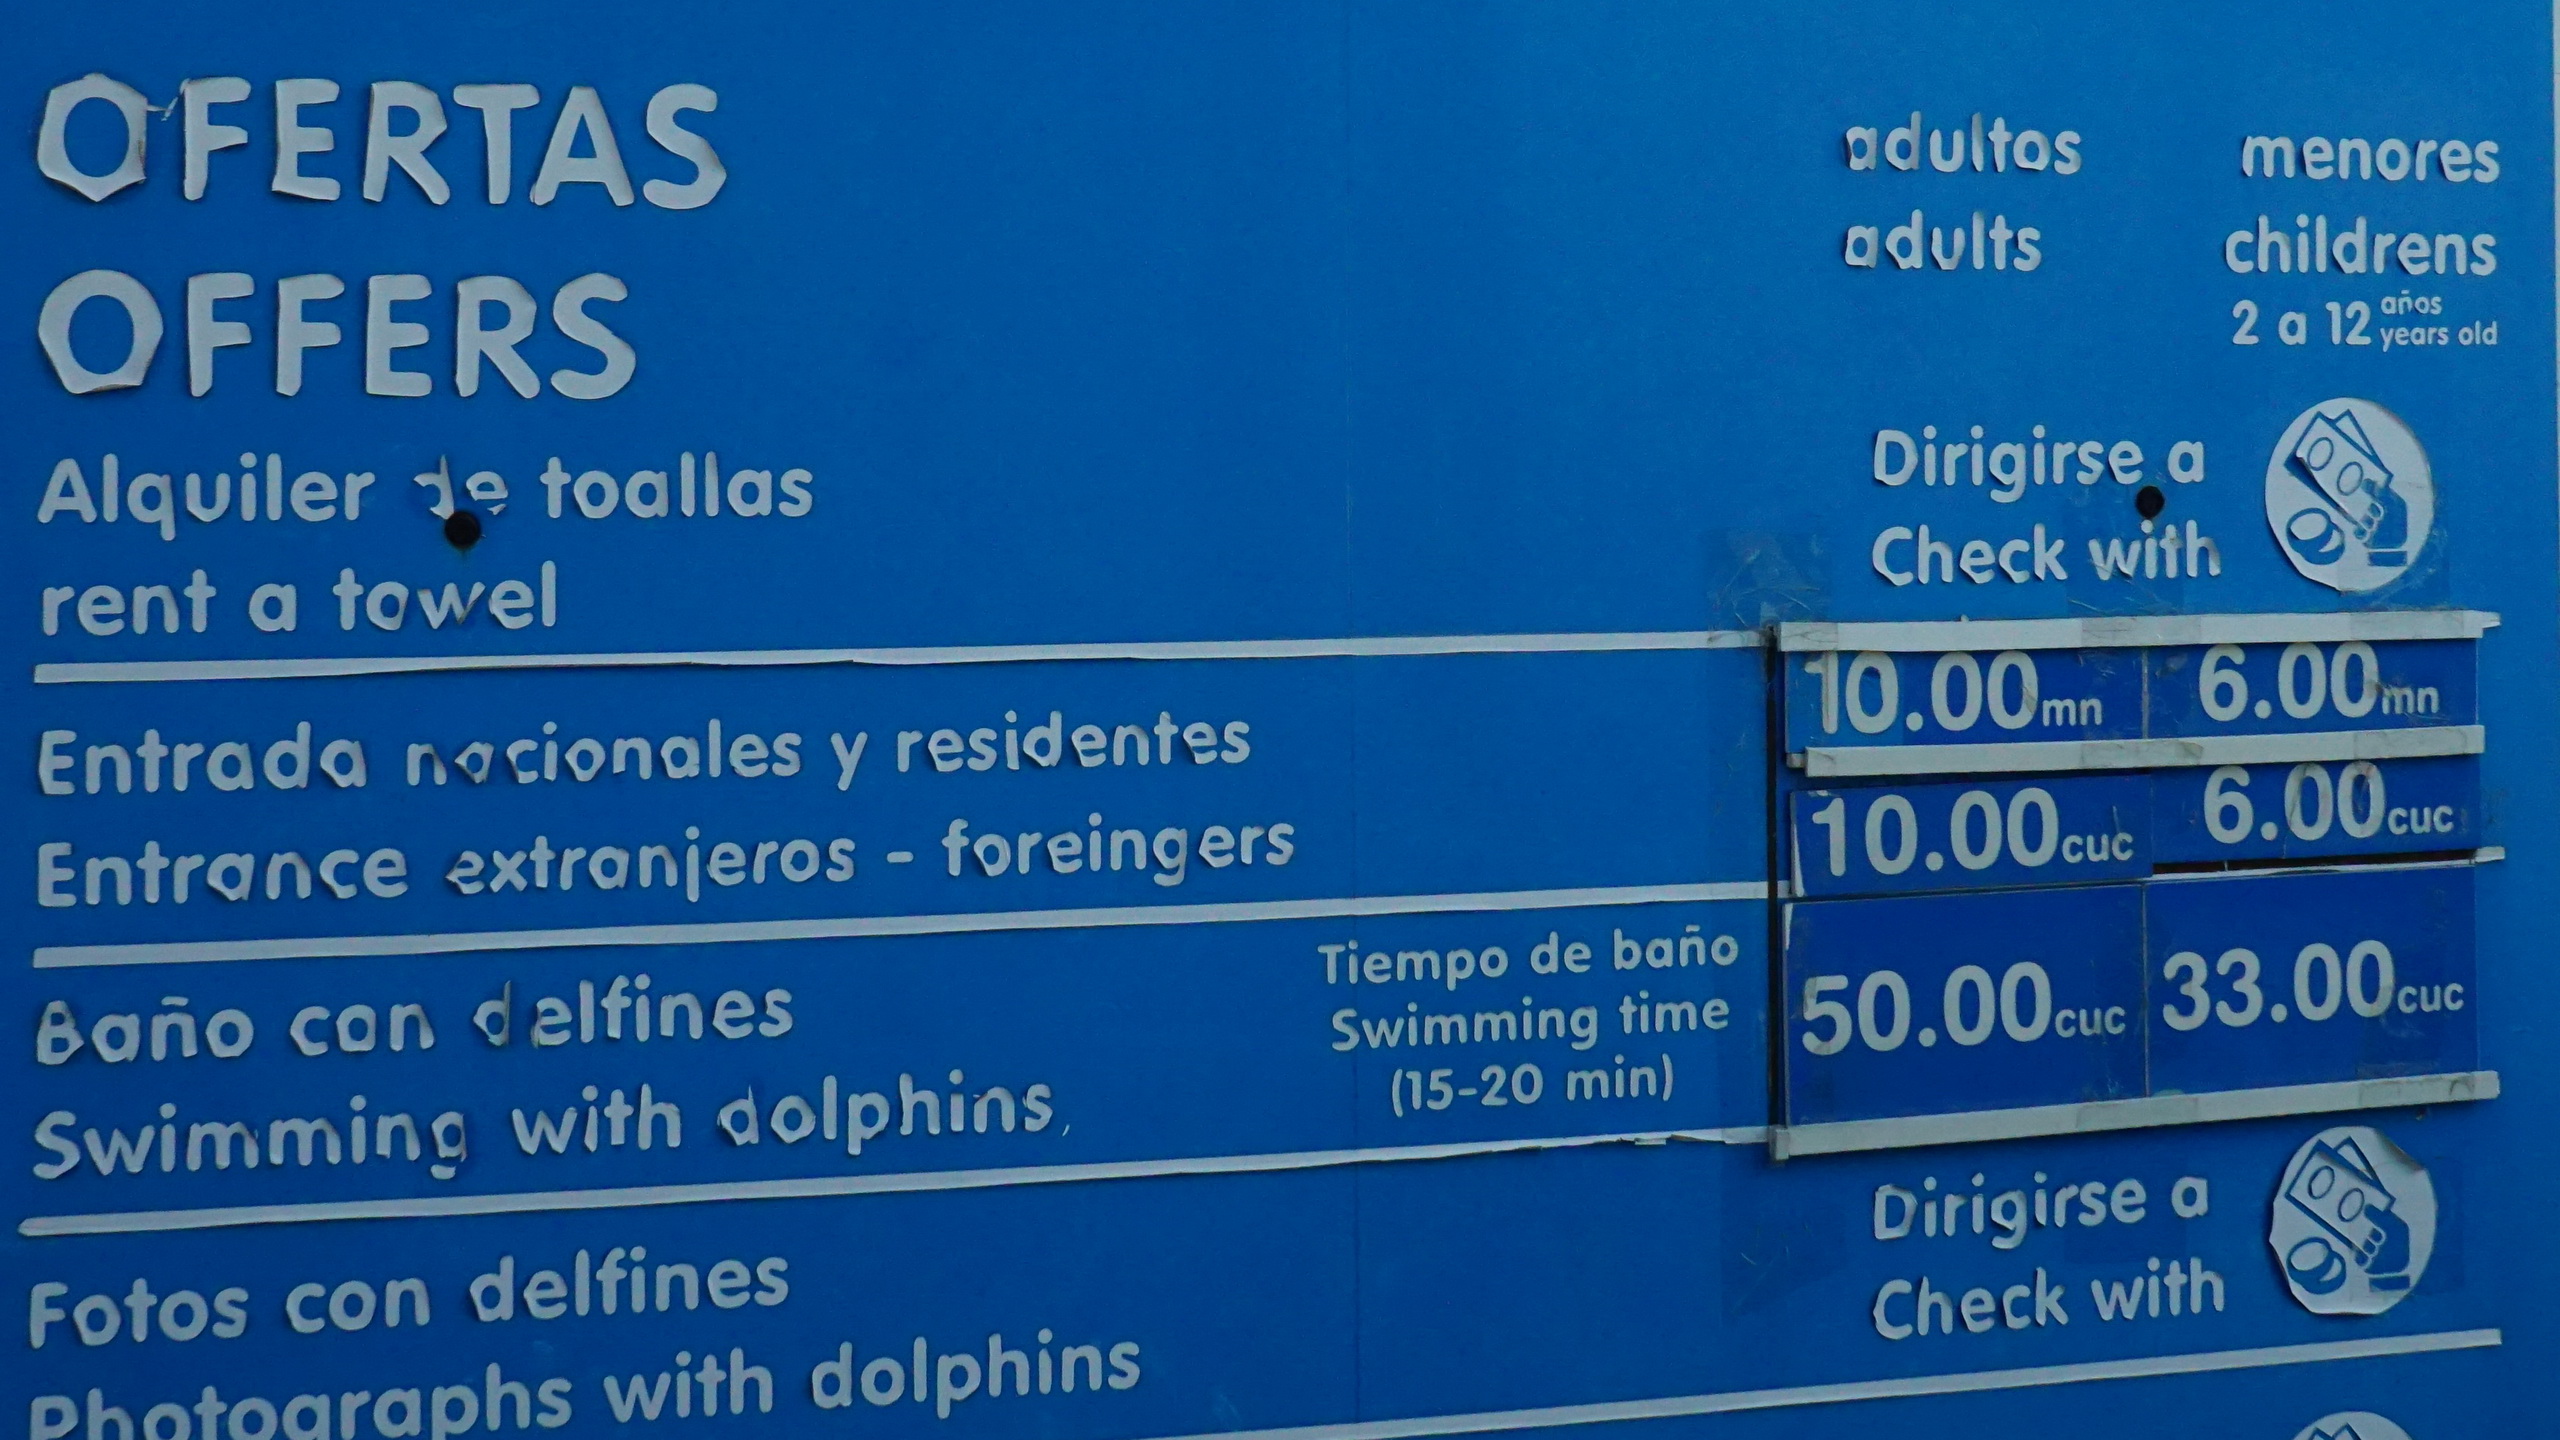 OFERTAS
OFFERS
adultos menores
adults childrens
2 a 12 años
years old
Alquiler de toallas
rent a towel
Dirigirse a
Check with
Entrada nacionales y residentes 10.00mn 6.00mn
Entrance extranjeros - foreingers 10.00cuc 6.00cuc
Baño con delfines
Swimming with dolphins,
Tiempo de baño
Swimming time
(15-20 min)
50.00cuc 33.00cuc
Fotos con delfines
Photographs with dolphins
Dirigirse a
Check with